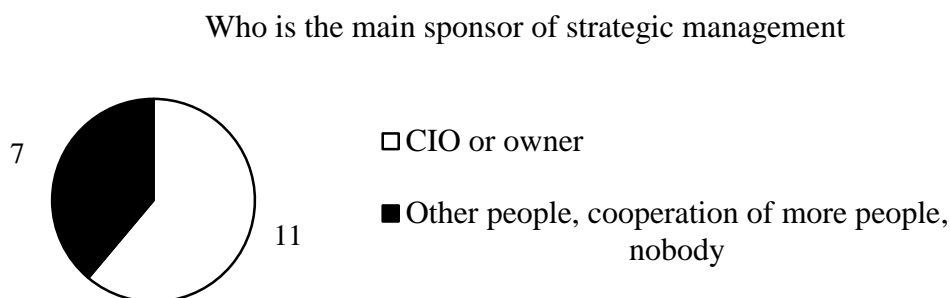 Who is the main sponsor of strategic management
7
11
CIO or owner
Other people, cooperation of more people,
nobody